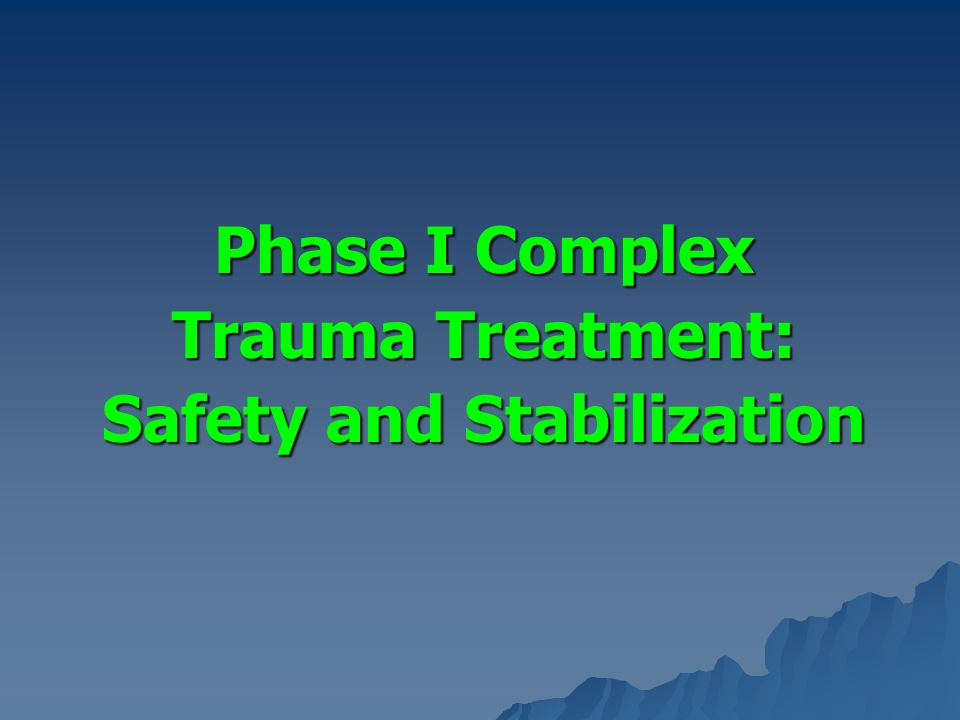 Phase I Complex
Trauma Treatment:
Safety and Stabilization